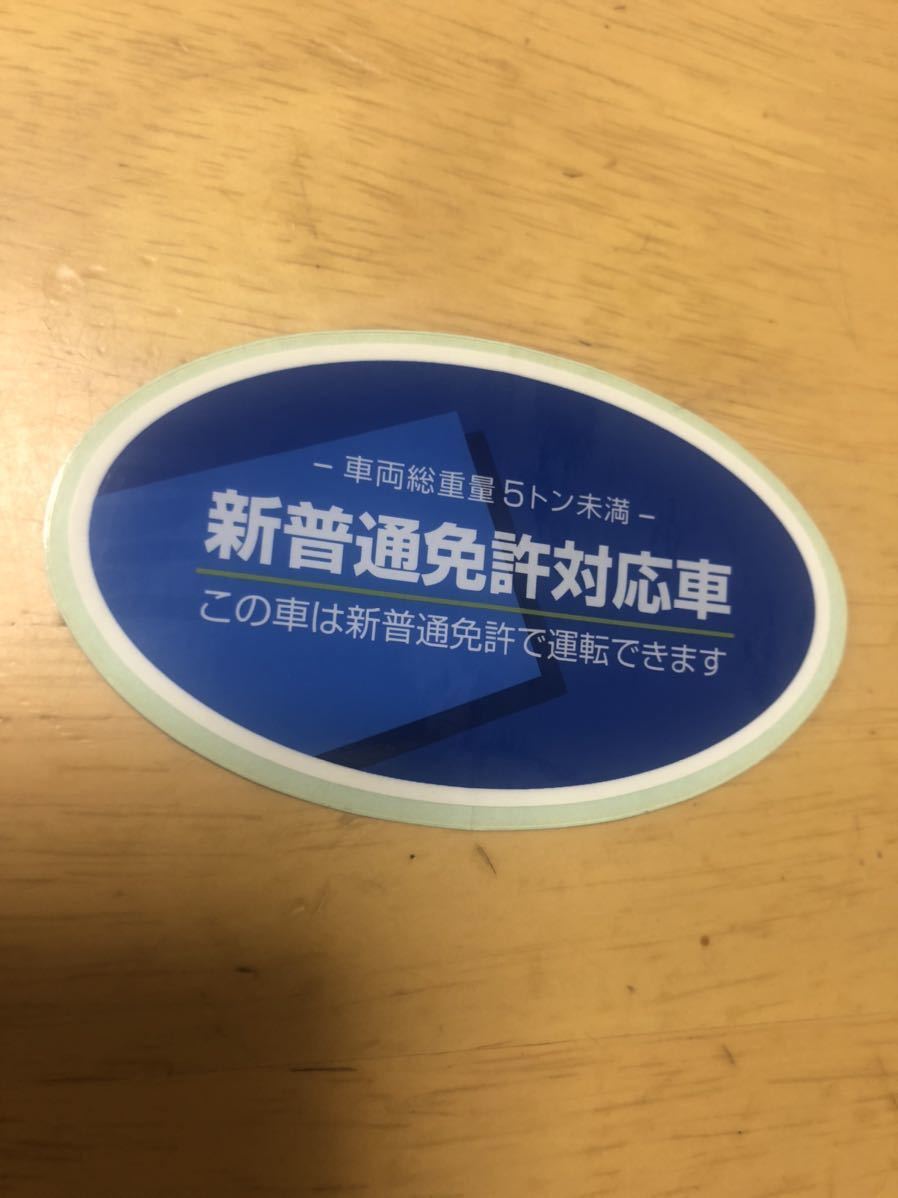 − 車両総重量 5トン未満 −
新普通免許対応車
この車は新普通免許で運転できます